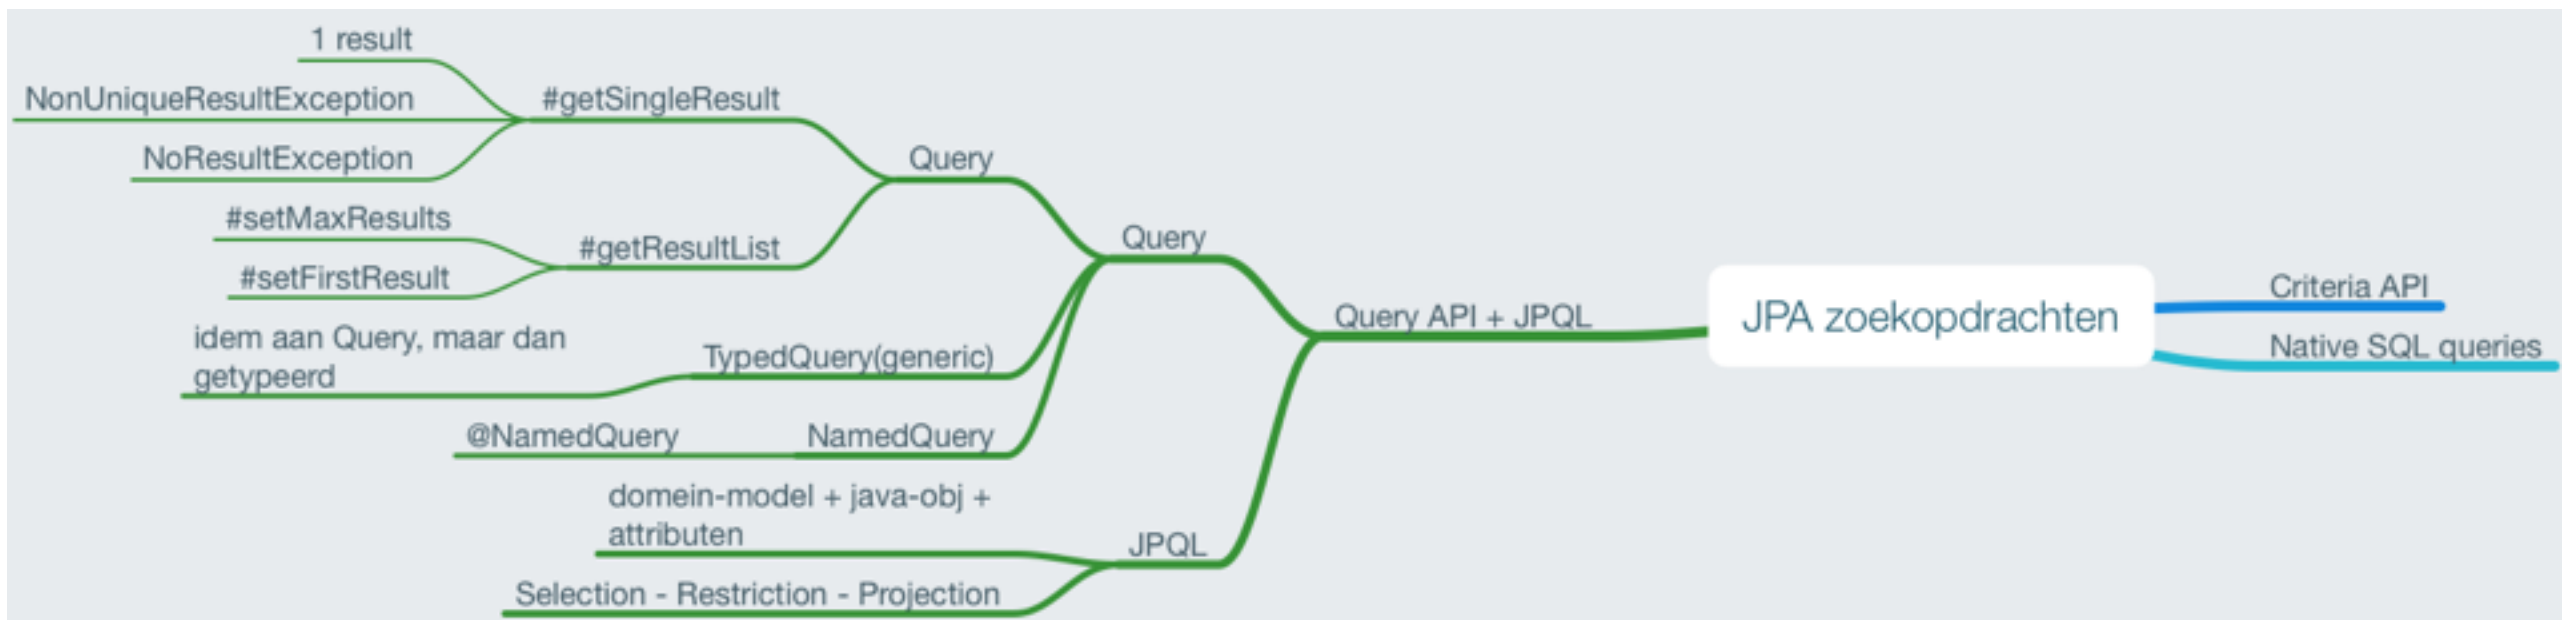 1 result
NonUniqueResultException
#getSingleResult
NoResultException
Query
#setMaxResults
#getResultList
Query
#setFirstResult
Criteria API
Query API + JPQL
JPA zoekopdrachten
idem aan Query, maar dan
getypeerd
TypedQuery(generic)
Native SQL queries
@NamedQuery
NamedQuery
domein-model + java-obj +
attributen
JPQL
Selection - Restriction - Projection